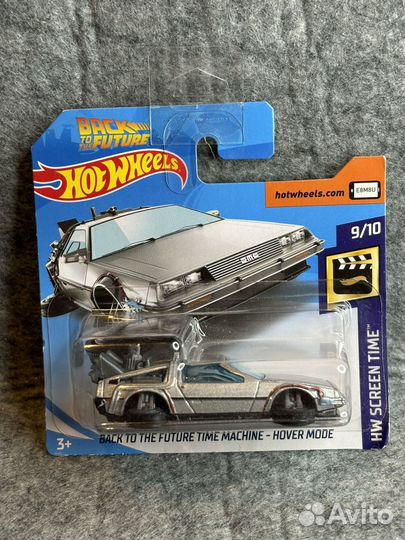 BACK
TO THE FUTURE
HOT WHEELS
hotwheels.com
E8M8U
9/10
DMC
HW SCREEN TIME™
BACK TO THE FUTURE TIME MACHINE - HOVER MODE
3+
Avito